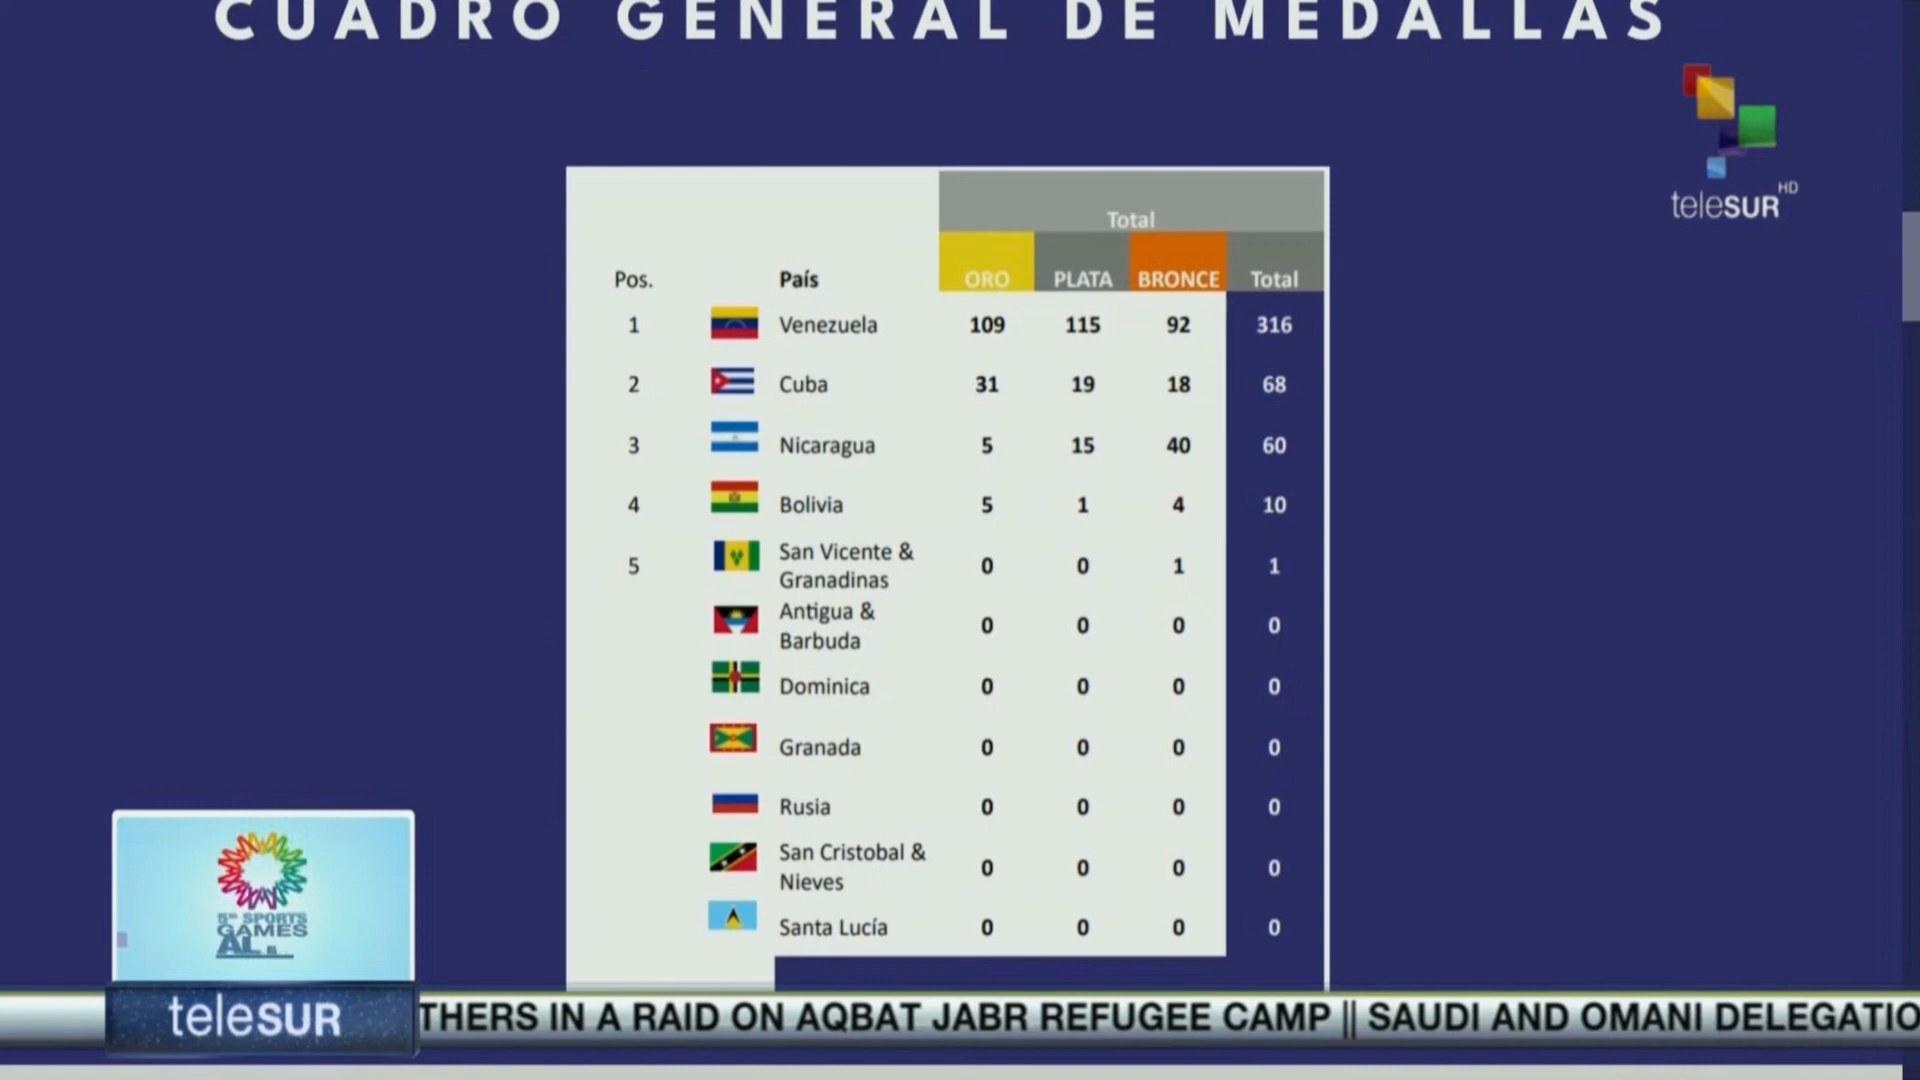 CUADRO GENERAL DE MEDALLAS
teleSUR HD
Total
Pos. País ORO PLATA BRONCE Total
1 Venezuela 109 115 92 316
2 Cuba 31 19 18 68
3 Nicaragua 5 15 40 60
4 Bolivia 5 1 4 10
5 San Vicente & Granadinas 0 0 1 1
Antigua & Barbuda 0 0 0 0
Dominica 0 0 0 0
Granada 0 0 0 0
Rusia 0 0 0 0
San Cristobal & Nieves 0 0 0 0
Santa Lucía 0 0 0 0
5th SPORTS
GAMES
teleSUR
THERS IN A RAID ON AQBAT JABR REFUGEE CAMP || SAUDI AND OMANI DELEGATIO